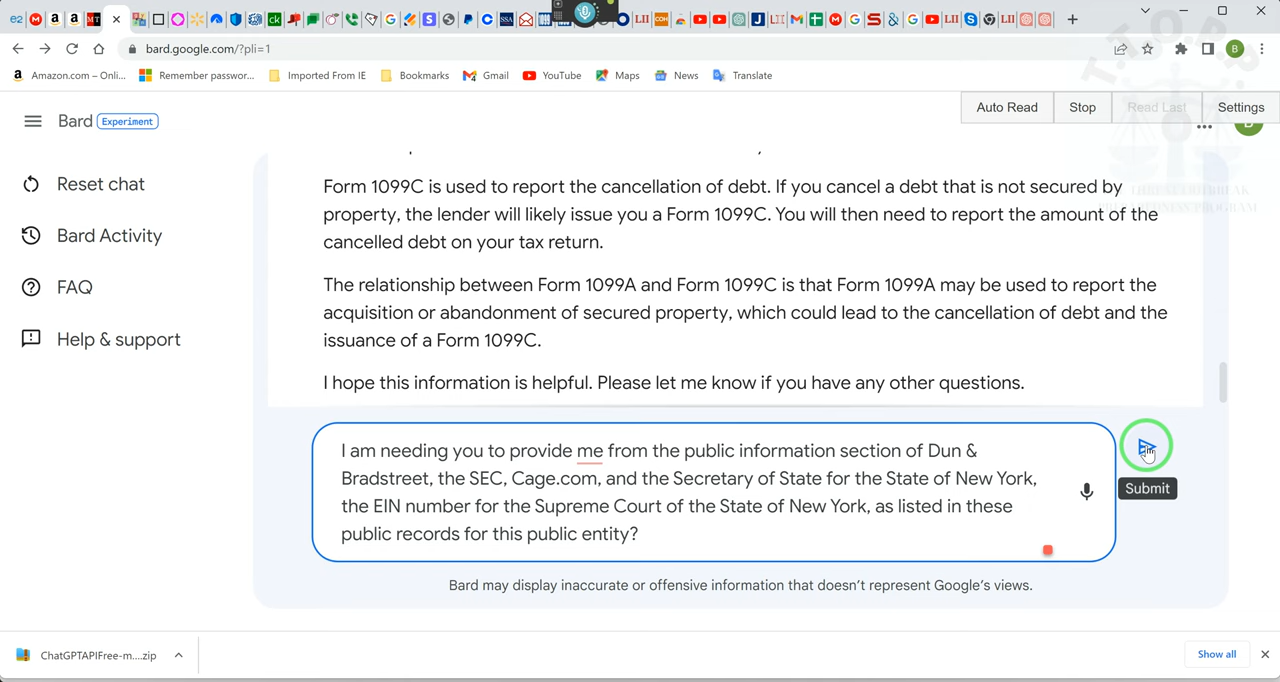 bard.google.com/?pli=1
Amazon.com – Onli...
Remember passwor...
Imported From IE
Bookmarks
Gmail
YouTube
Maps
News
Translate
Auto Read
Stop
Read Last
Settings
Bard Experiment
Reset chat
Bard Activity
FAQ
Help & support
Form 1099C is used to report the cancellation of debt. If you cancel a debt that is not secured by
property, the lender will likely issue you a Form 1099C. You will then need to report the amount of the
cancelled debt on your tax return.
The relationship between Form 1099A and Form 1099C is that Form 1099A may be used to report the
acquisition or abandonment of secured property, which could lead to the cancellation of debt and the
issuance of a Form 1099C.
I hope this information is helpful. Please let me know if you have any other questions.
I am needing you to provide me from the public information section of Dun &
Bradstreet, the SEC, Cage.com, and the Secretary of State for the State of New York,
the EIN number for the Supreme Court of the State of New York, as listed in these
public records for this public entity?
Submit
Bard may display inaccurate or offensive information that doesn't represent Google's views.
ChatGPTAPIFree-m....zip
Show all